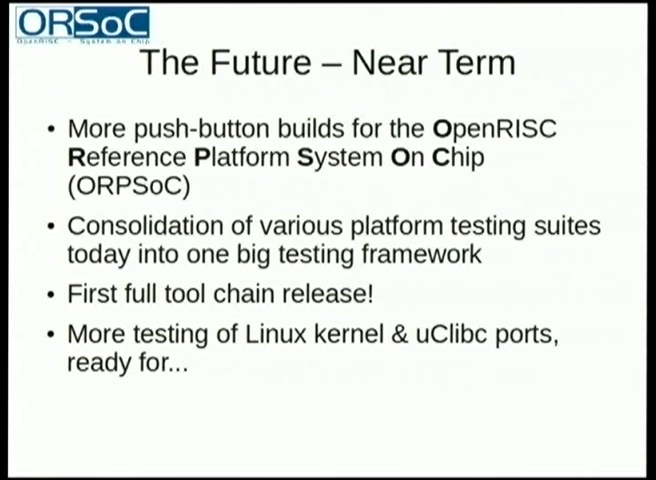 ORSoC
OpenRISC - System on Chip
The Future – Near Term
• More push-button builds for the OpenRISC
Reference Platform System On Chip
(ORPSoC)
• Consolidation of various platform testing suites
today into one big testing framework
• First full tool chain release!
• More testing of Linux kernel & uClibc ports,
ready for...